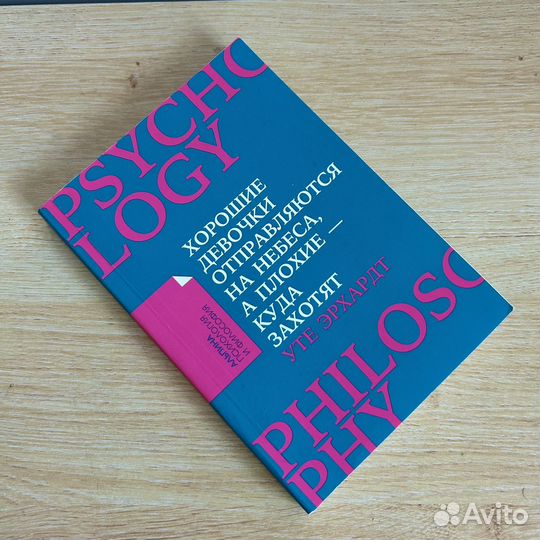 PSYCHO
LOGY
ХОРОШИЕ
ДЕВОЧКИ
ОТПРАВЛЯЮТСЯ
НА НЕБЕСА,
А ПЛОХИЕ —
КУДА
ЗАХОТЯТ
УТЕ ЭРХАРДТ
АЛЬПИНА
ПСИХОЛОГИЯ
И ФИЛОСОФИЯ
PHILOSO
PHY
Avito